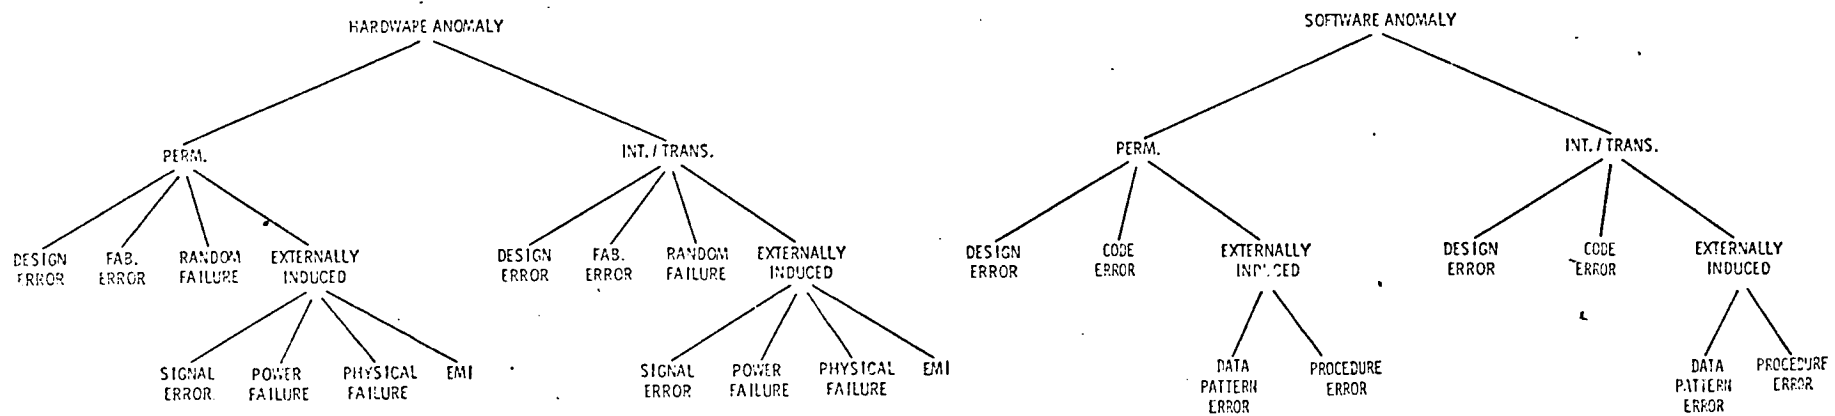 HARDWARE ANOMALY
PERM.
INT. / TRANS.
DESIGN
ERROR
FAB.
ERROR
RANDOM
FAILURE
EXTERNALLY
INDUCED
SIGNAL
ERROR
POWER
FAILURE
PHYSICAL
FAILURE
EMI
DESIGN
ERROR
FAB.
ERROR
RANDOM
FAILURE
EXTERNALLY
INDUCED
SIGNAL
ERROR
POWER
FAILURE
PHYSICAL
FAILURE
EMI
SOFTWARE ANOMALY
PERM.
INT. / TRANS.
DESIGN
ERROR
CODE
ERROR
EXTERNALLY
INDUCED
DATA
PATTERN
ERROR
PROCEDURE
ERROR
DESIGN
ERROR
CODE
ERROR
EXTERNALLY
INDUCED
DATA
PATTERN
ERROR
PROCEDURE
ERROR